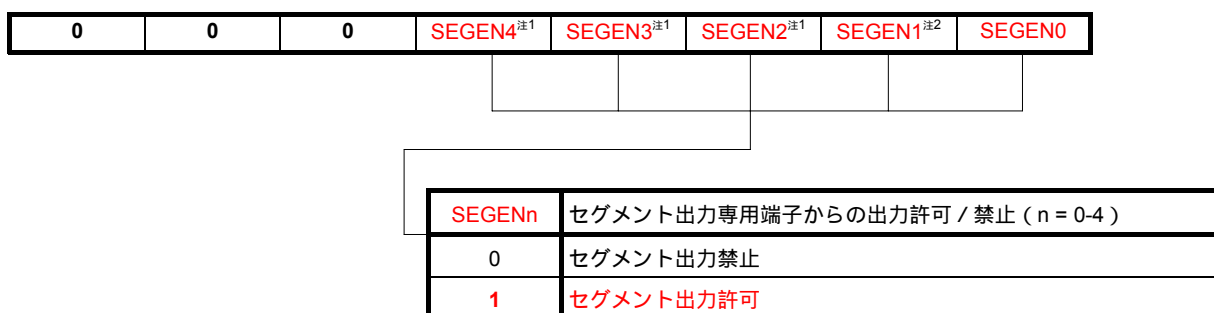 0 0 0 SEGEN4注1 SEGEN3注1 SEGEN2注1 SEGEN1注2 SEGEN0
SEGENn セグメント出力専用端子からの出力許可 / 禁止 ( n = 0-4 )
0 セグメント出力禁止
1 セグメント出力許可